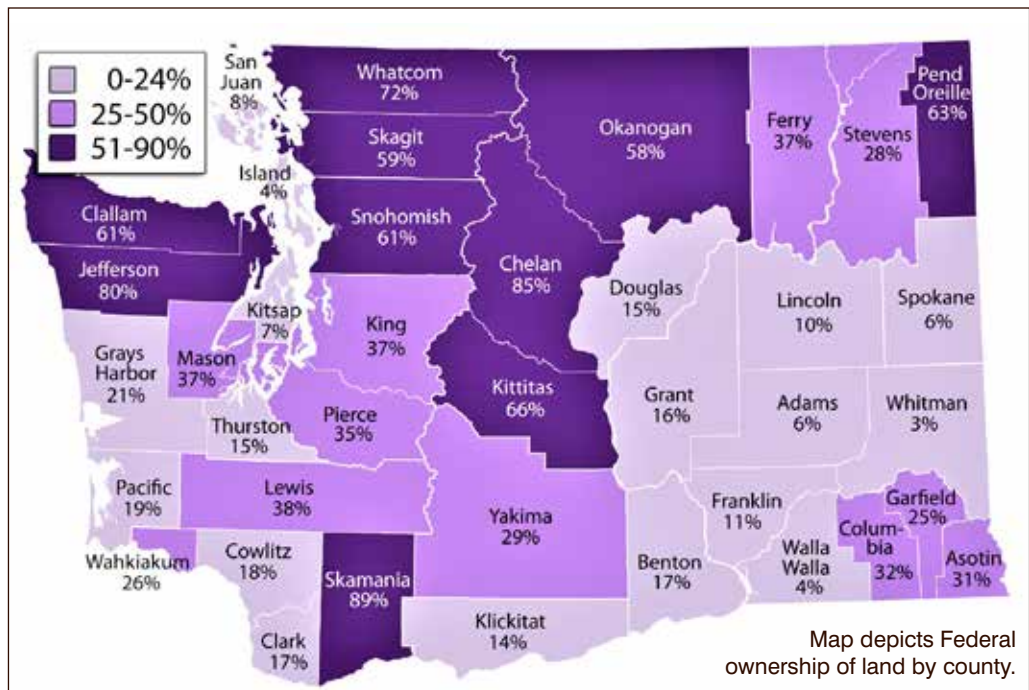 0-24%
25-50%
51-90%
San
Juan
8%
Whatcom
72%
Skagit
59%
Island
4%
Snohomish
61%
Okanogan
58%
Ferry
37%
Stevens
28%
Pend
Oreille
63%
Clallam
61%
Jefferson
80%
Chelan
85%
Douglas
15%
Lincoln
10%
Spokane
6%
Kitsap
7%
King
37%
Grays
Harbor
21%
Mason
37%
Kittitas
66%
Grant
16%
Adams
6%
Whitman
3%
Thurston
15%
Pierce
35%
Pacific
19%
Lewis
38%
Yakima
29%
Franklin
11%
Garfield
25%
Colum-
bia
32%
Asotin
31%
Wahkiakum
26%
Cowlitz
18%
Skamania
89%
Benton
17%
Walla
Walla
4%
Klickitat
14%
Clark
17%
Map depicts Federal
ownership of land by county.